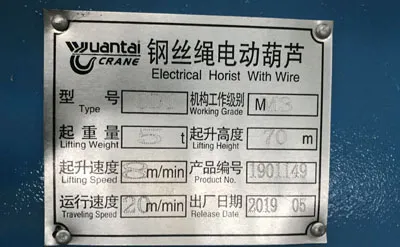 Yuantai
CRANE
钢丝绳电动葫芦
Electrical Horist With Wire
型 号 机构工作级别 M
Type Working Grade
起重量 5 t 起升高度 70 m
Lifting Weight Lifting Height
起升速度 8 m/min 产品编号 1901149
Lifting Speed Product No.
运行速度 20 m/min 出厂日期 2019 05
Traveling Speed Release Date